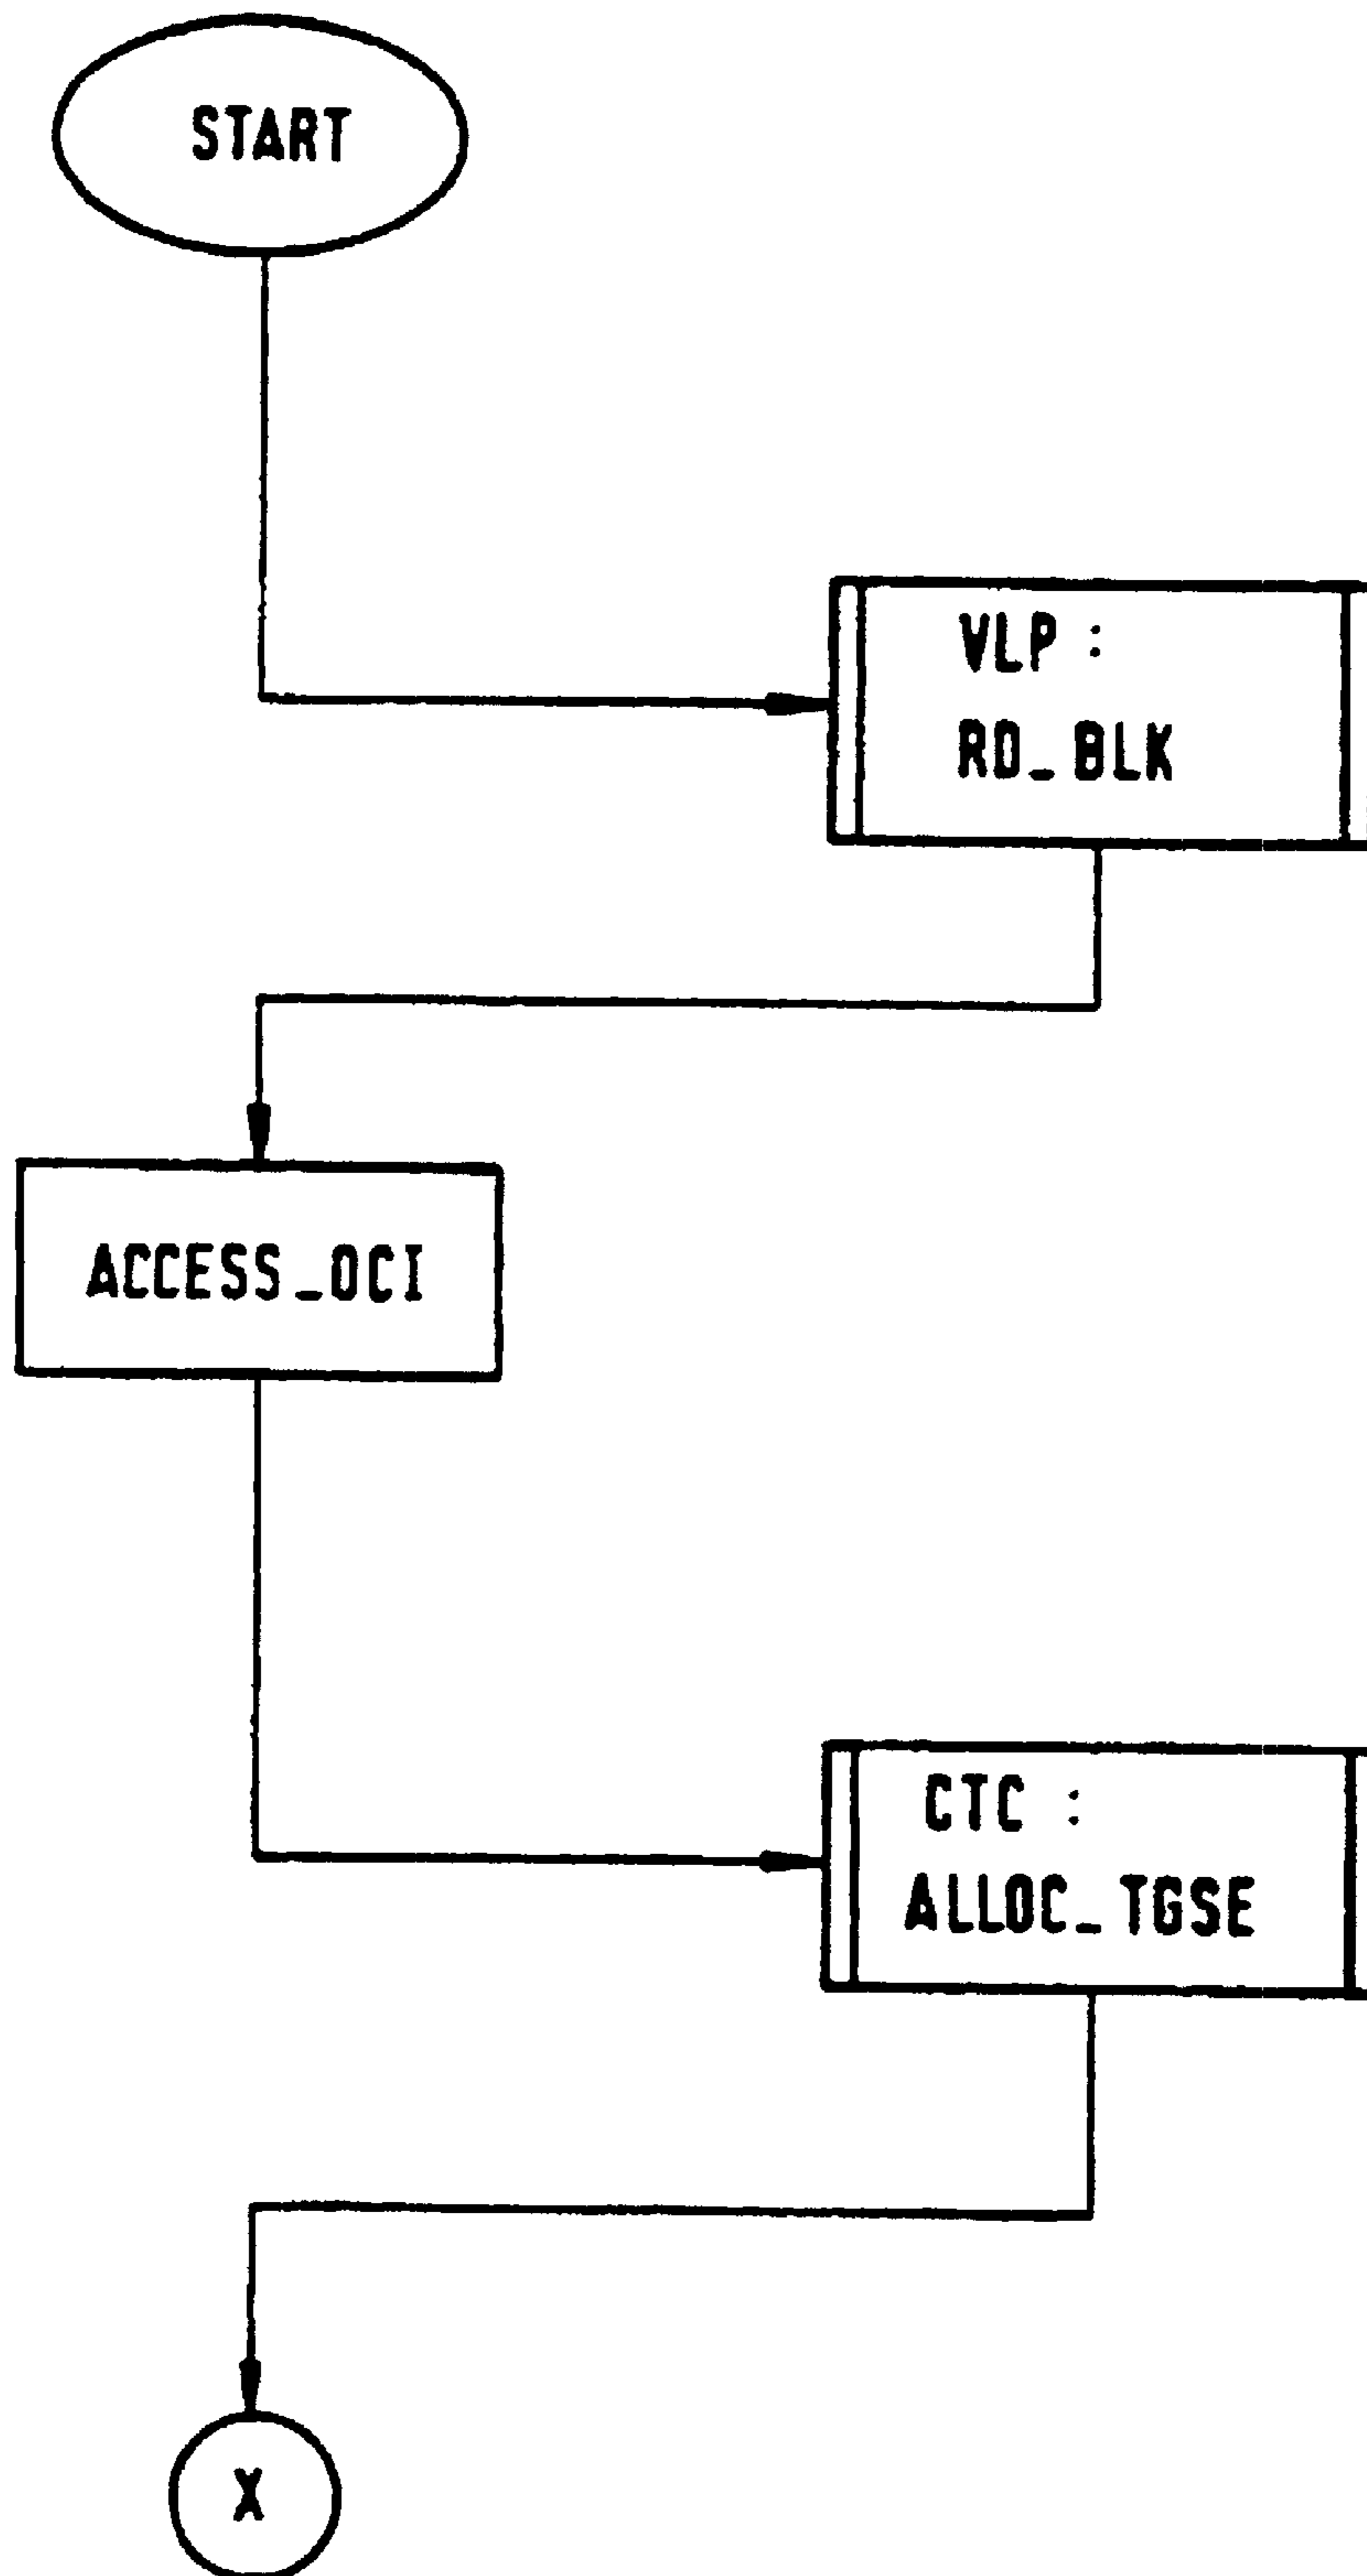 START
VLP :
RD_BLK
ACCESS_OCI
CTC :
ALLOC_TGSE
X